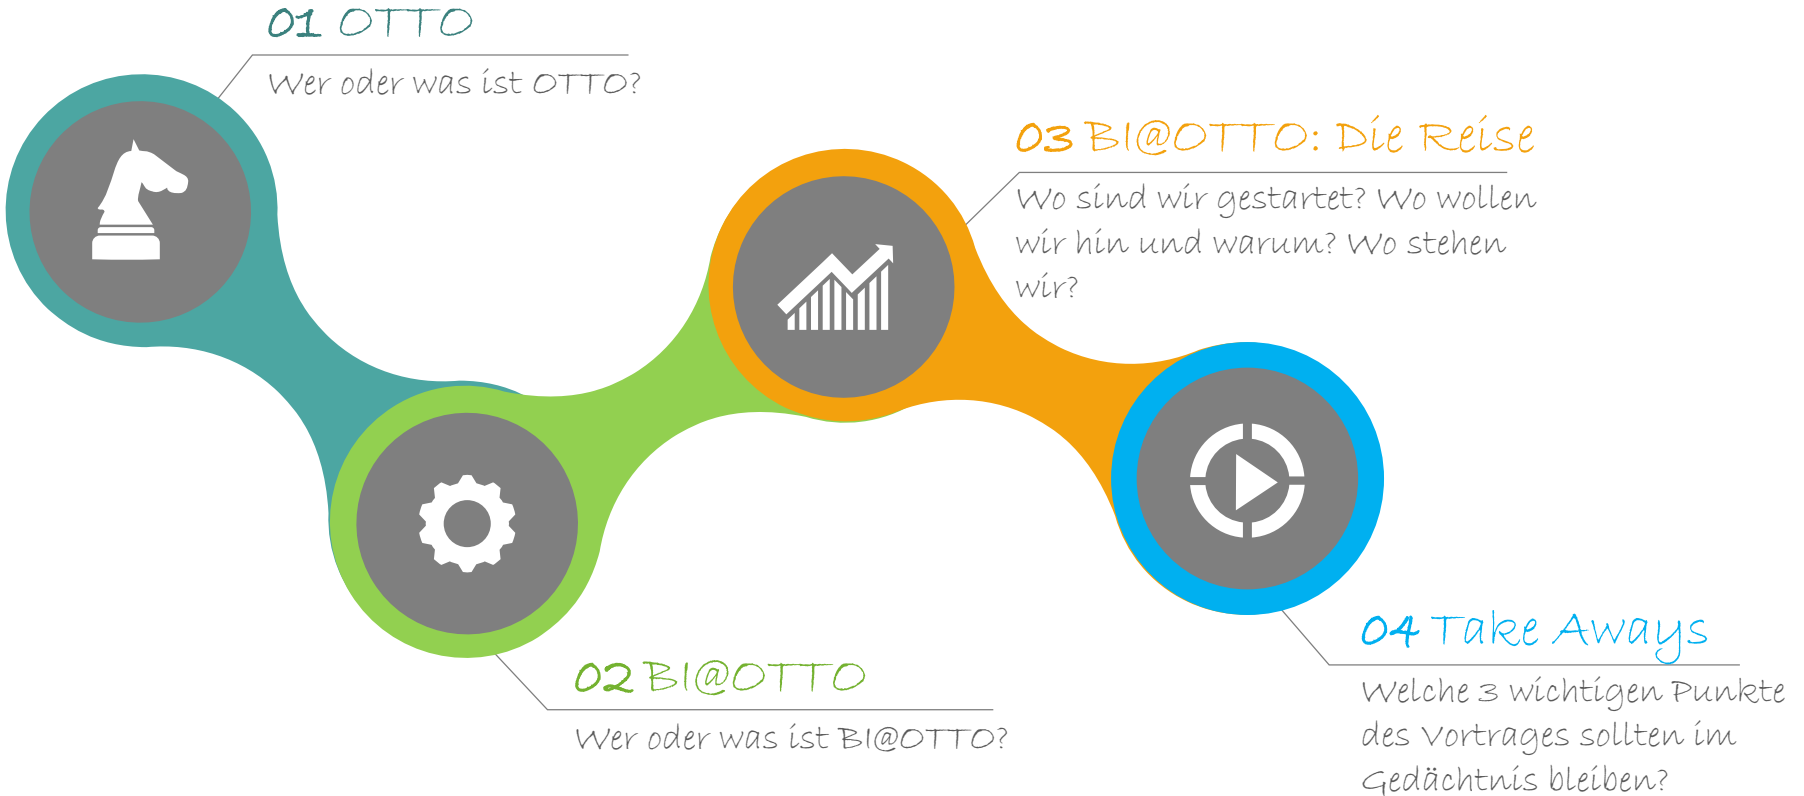 01 OTTO
Wer oder was ist OTTO?
02 BI@OTTO
Wer oder was ist BI@OTTO?
03 BI@OTTO: Die Reise
Wo sind wir gestartet? Wo wollen
wir hin und warum? Wo stehen
wir?
04 Take Aways
Welche 3 wichtigen Punkte
des Vortrages sollten im
Gedächtnis bleiben?